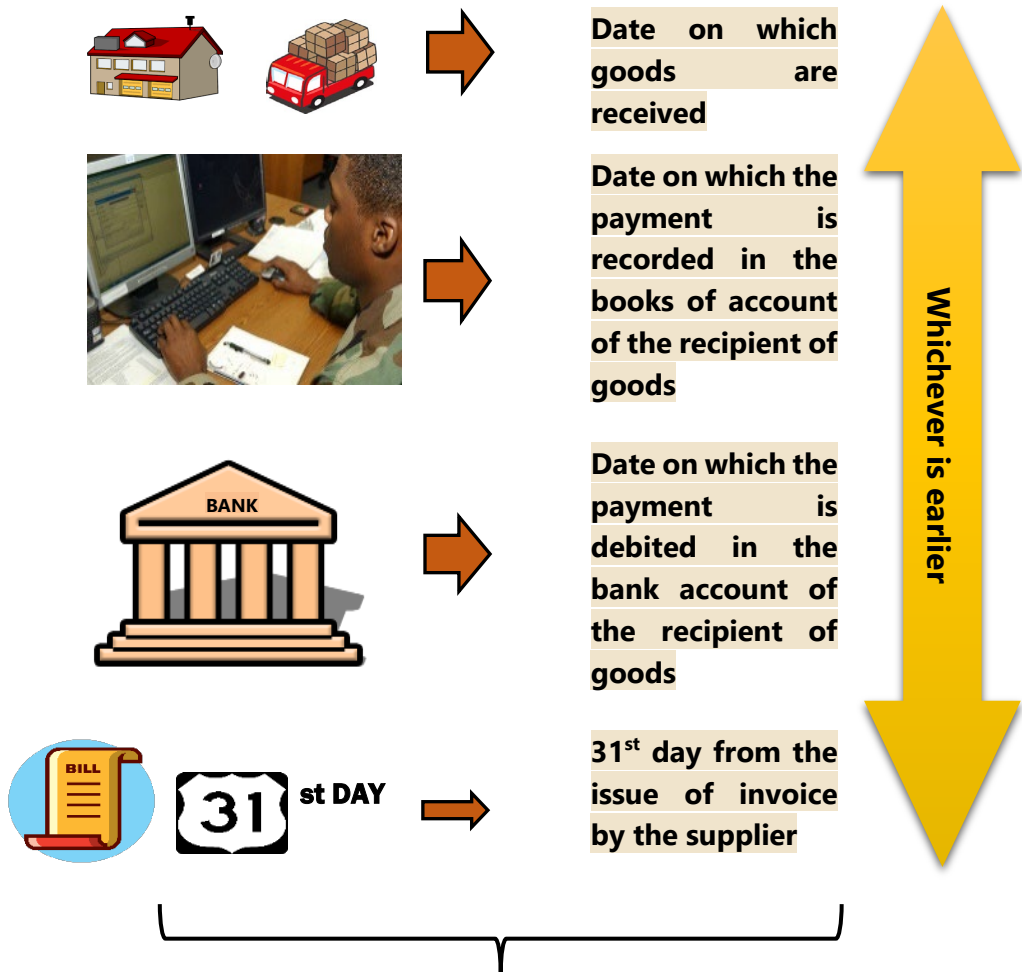 Date on which
goods are
received
Date on which the
payment is
recorded in the
books of account
of the recipient of
goods
BANK
Date on which the
payment is
debited in the
bank account of
the recipient of
goods
BILL
31 st DAY
31st day from the
issue of invoice
by the supplier
Whichever is earlier